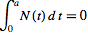 ∫₀ᵃ N(t) dt = 0